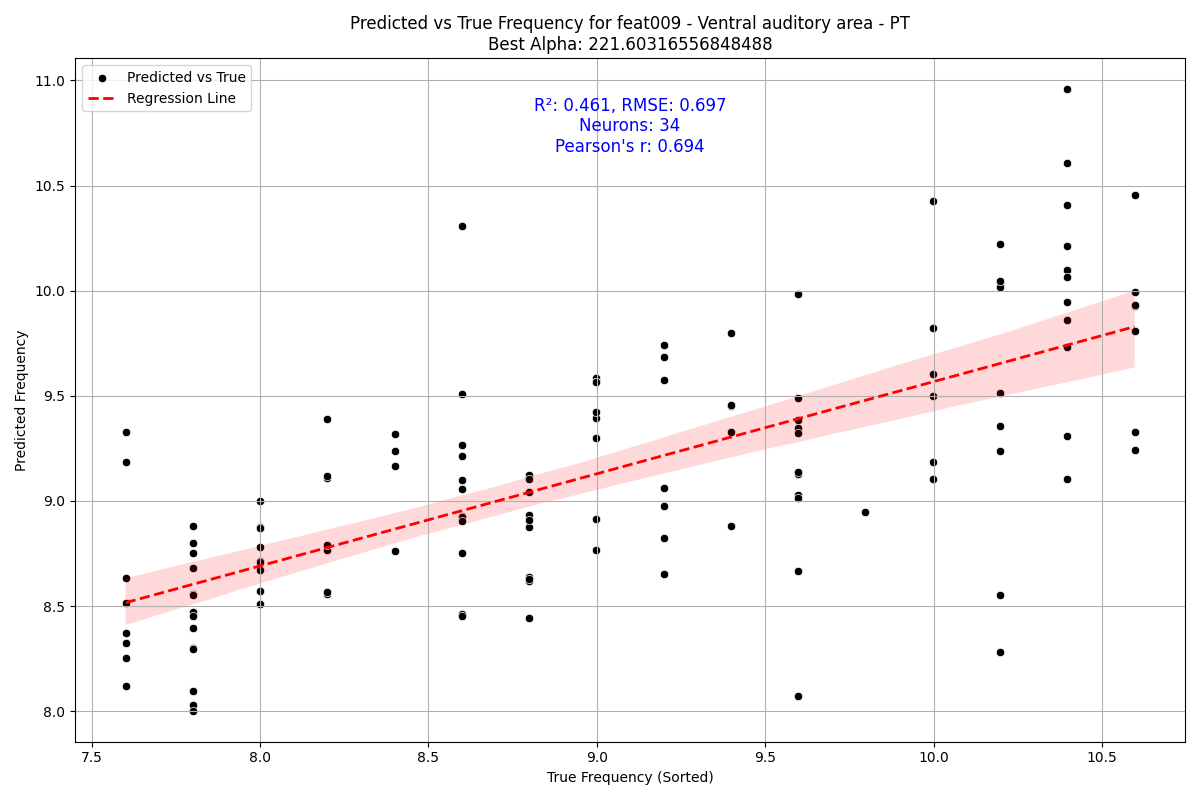 Predicted vs True Frequency for feat009 - Ventral auditory area - PT
Best Alpha: 221.60316556848488
Predicted vs True
Regression Line
R²: 0.461, RMSE: 0.697
Neurons: 34
Pearson's r: 0.694
Predicted Frequency
11.0
10.5
10.0
9.5
9.0
8.5
8.0
7.5 8.0 8.5 9.0 9.5 10.0 10.5
True Frequency (Sorted)